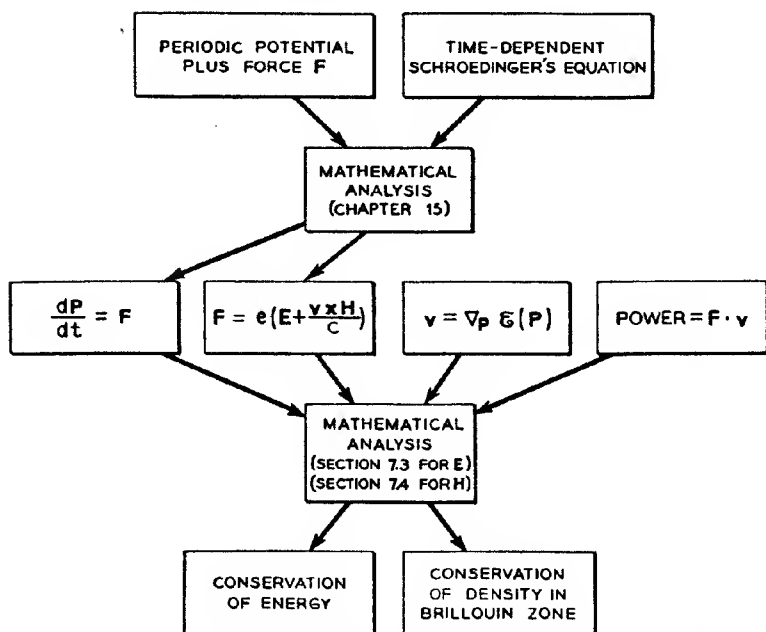 PERIODIC POTENTIAL
PLUS FORCE F
TIME-DEPENDENT
SCHROEDINGER'S EQUATION
MATHEMATICAL
ANALYSIS
(CHAPTER 15)
dP/dt = F
F = e(E + v x H/C)
v = ∇P Ɛ(P)
POWER = F · v
MATHEMATICAL
ANALYSIS
(SECTION 7.3 FOR E)
(SECTION 7.4 FOR H)
CONSERVATION
OF ENERGY
CONSERVATION
OF DENSITY IN
BRILLOUIN ZONE